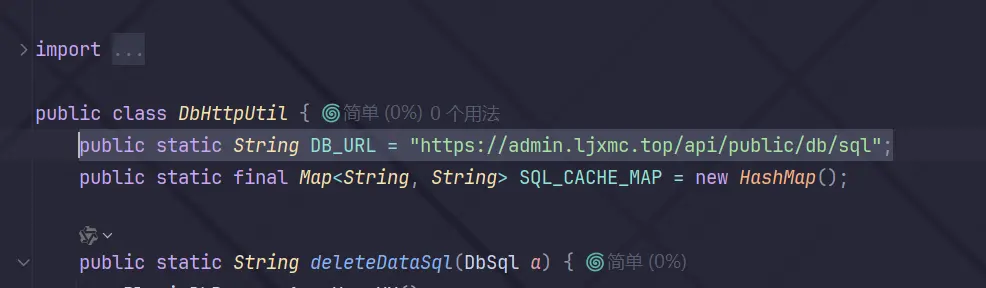 import ...
public class DbHttpUtil { 简单 (0%) 0 个用法
public static String DB_URL = "https://admin.ljxmc.top/api/public/db/sql";
public static final Map<String, String> SQL_CACHE_MAP = new HashMap();
public static String deleteDataSql(DbSql a) { 简单 (0%)